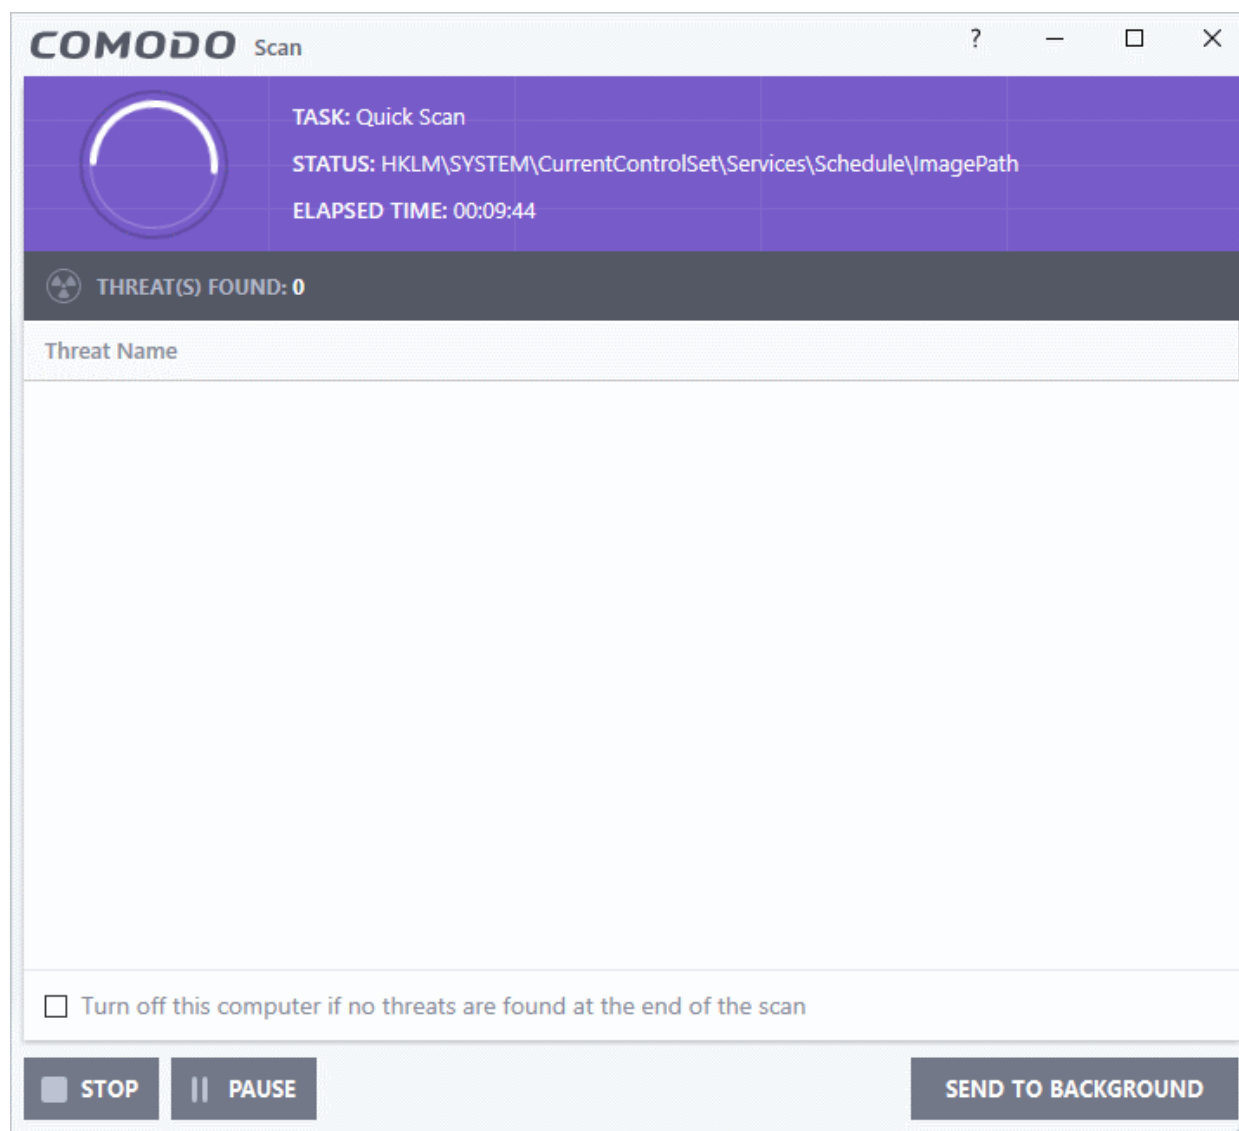 COMODO Scan ?
TASK: Quick Scan
STATUS: HKLM\SYSTEM\CurrentControlSet\Services\Schedule\ImagePath
ELAPSED TIME: 00:09:44
THREAT(S) FOUND: 0
Threat Name
Turn off this computer if no threats are found at the end of the scan
STOP PAUSE SEND TO BACKGROUND